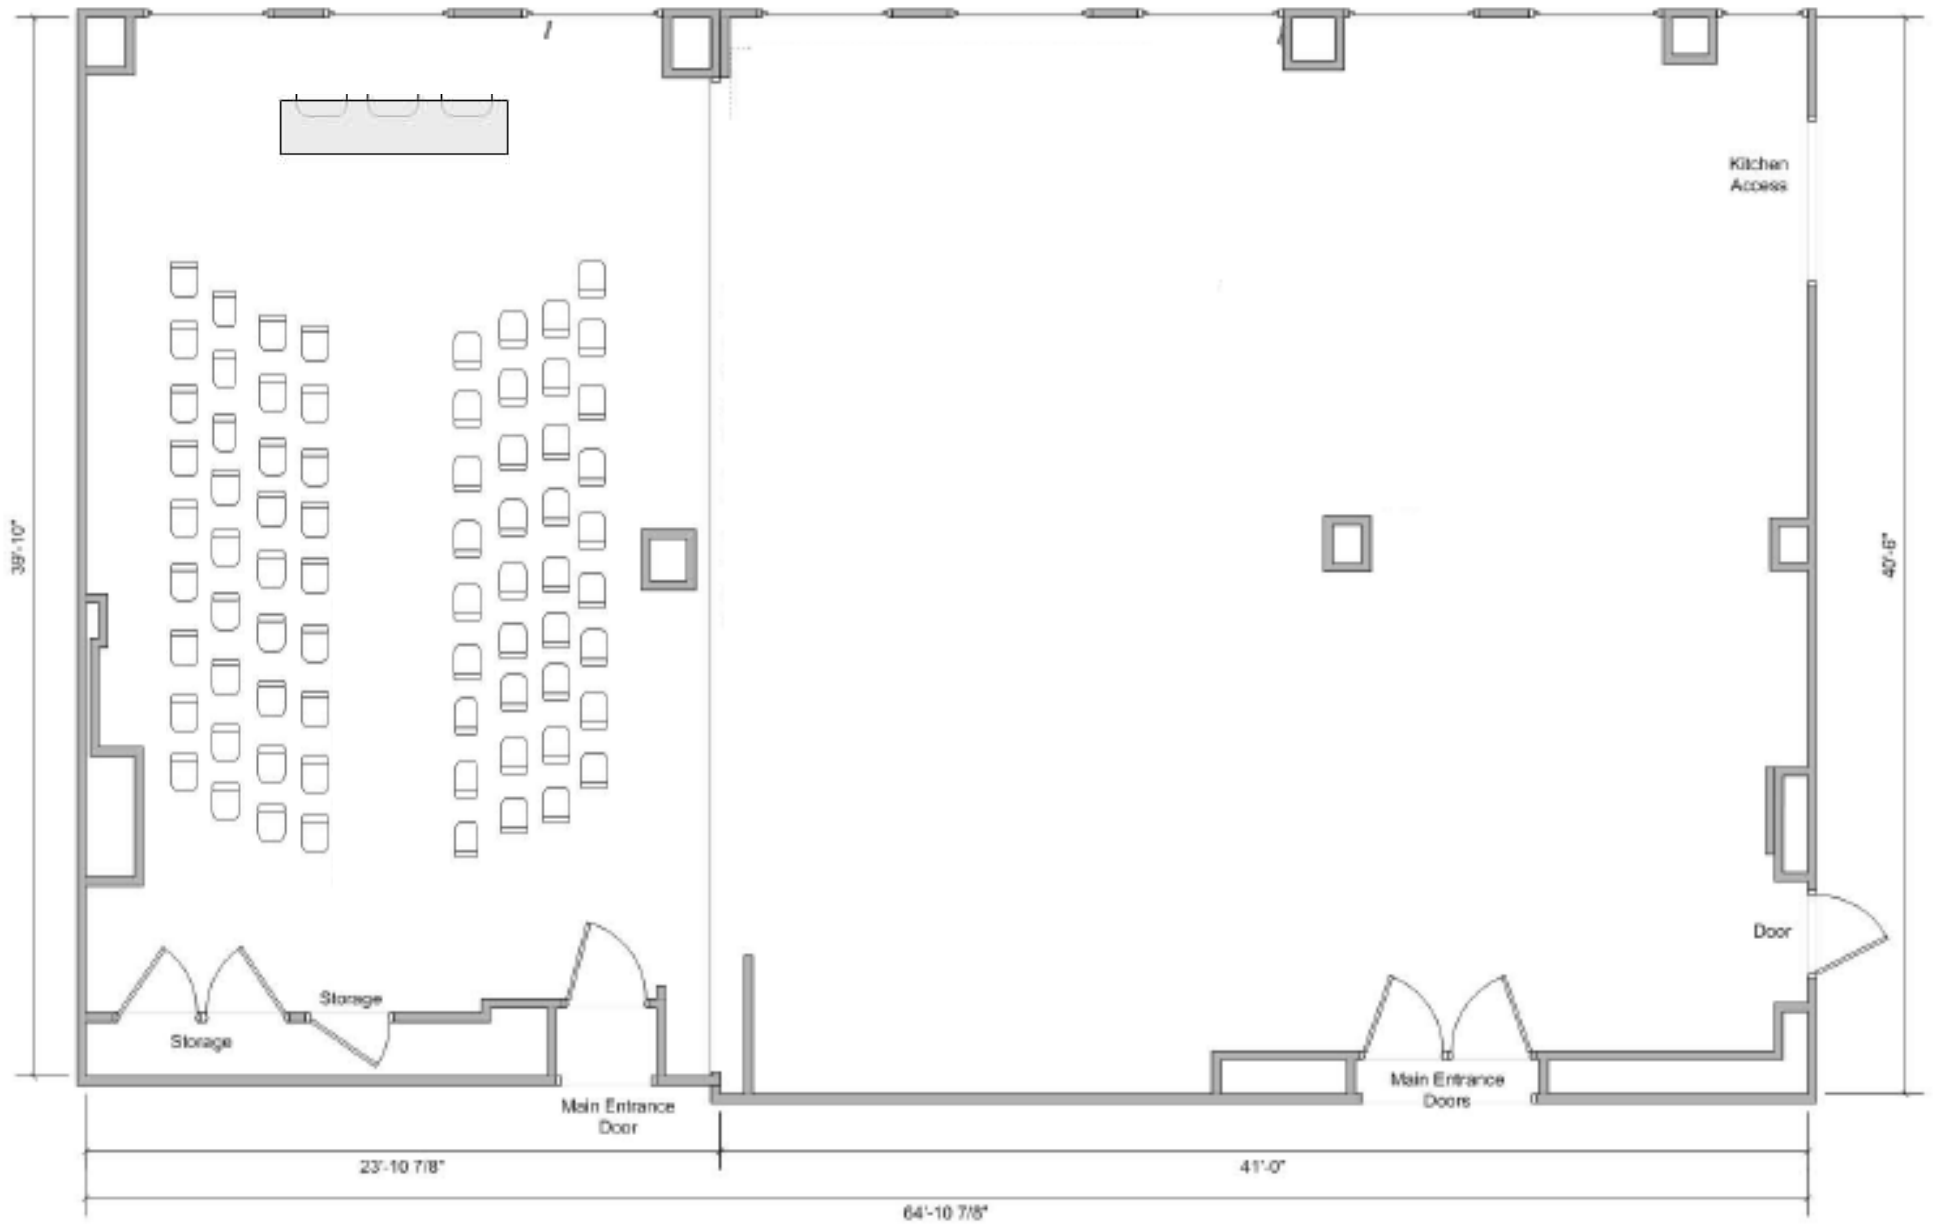 Kitchen
Access
39'-10"
40'-6"
Door
Storage
Storage
Main Entrance
Doors
Main Entrance
Door
23'-10 7/8"
41'-0"
64'-10 7/8"